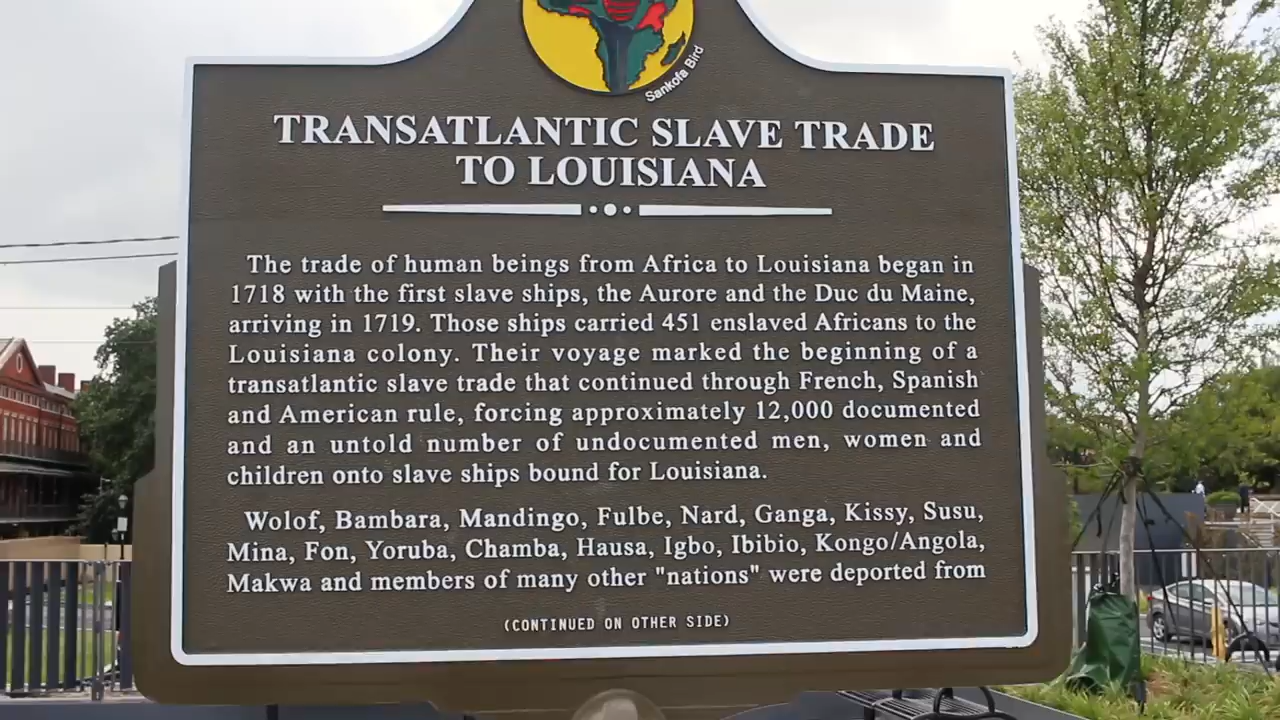 Sankofa Bird
TRANSATLANTIC SLAVE TRADE
TO LOUISIANA
The trade of human beings from Africa to Louisiana began in
1718 with the first slave ships, the Aurore and the Duc du Maine,
arriving in 1719. Those ships carried 451 enslaved Africans to the
Louisiana colony. Their voyage marked the beginning of a
transatlantic slave trade that continued through French, Spanish
and American rule, forcing approximately 12,000 documented
and an untold number of undocumented men, women and
children onto slave ships bound for Louisiana.
Wolof, Bambara, Mandingo, Fulbe, Nard, Ganga, Kissy, Susu,
Mina, Fon, Yoruba, Chamba, Hausa, Igbo, Ibibio, Kongo/Angola,
Makwa and members of many other "nations" were deported from
(CONTINUED ON OTHER SIDE)